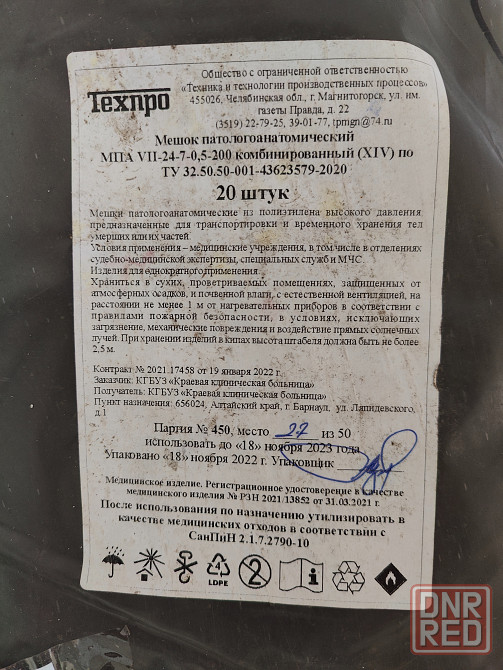 Техпро
Общество с ограниченной ответственностью
«Техника и технологии производственных процессов»
455026, Челябинская обл., г. Магнитогорск, ул. им.
газеты Правда, д. 22
(3519) 22-79-25, 39-01-77, tpmgn@74.ru
Мешок патологоанатомический
МПА VII-24-7-0,5-200 комбинированный (XIV) по
ТУ 32.50.50-001-43623579-2020
20 штук
Мешки патологоанатомические из полиэтилена высокого давления
предназначенные для транспортировки и временного хранения тел
умерших или их частей.
Условия применения – медицинские учреждения, в том числе в отделениях
судебно-медицинской экспертизы, специальных служб и МЧС.
Изделия для однократного применения.
Храниться в сухих, проветриваемых помещениях, защищенных от
атмосферных осадков, и почвенной влаги, с естественной вентиляцией, на
расстоянии не менее 1 м от нагревательных приборов в соответствии с
правилами пожарной безопасности, в условиях, исключающих
загрязнение, механические повреждения и воздействие прямых солнечных
лучей. При хранении изделий в кипах высота штабеля должна быть не более
2,5 м.
Контракт № 2021.17458 от 19 января 2022 г.
Заказчик: КГБУЗ «Краевая клиническая больница»
Получатель: КГБУЗ «Краевая клиническая больница»
Пункт назначения: 656024, Алтайский край, г. Барнаул, ул. Ляпидевского,
д.1
Партия № 450, место 27 из 50
использовать до «18» ноября 2023 года
Упаковано «18» ноября 2022 г. Упаковщик
Медицинское изделие. Регистрационное удостоверение в качестве
медицинского изделия № РЗН 2021/13852 от 31.03.2021 г.
После использования по назначению утилизировать в
качестве медицинских отходов в соответствии с
СанПиН 2.1.7.2790-10
4
LDPE
2
i
DNR
RED